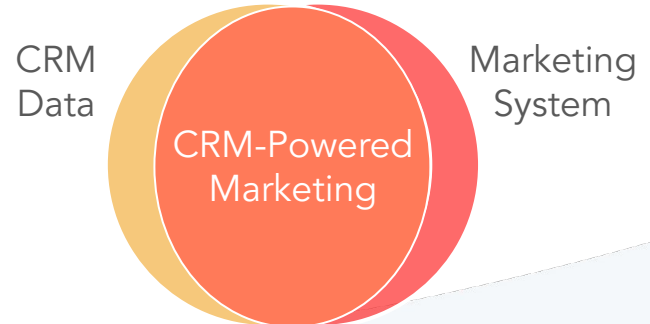 CRM
Data
CRM-Powered
Marketing
Marketing
System